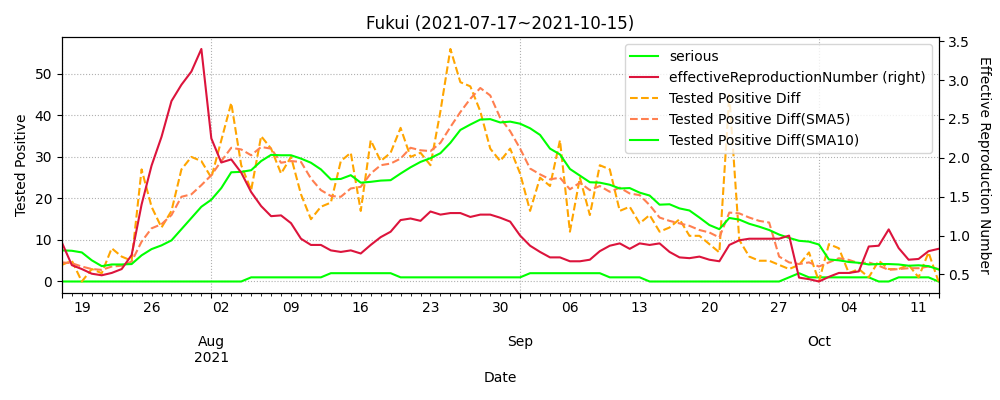 Fukui (2021-07-17~2021-10-15)
serious
effectiveReproductionNumber (right)
Tested Positive Diff
Tested Positive Diff(SMA5)
Tested Positive Diff(SMA10)
Tested Positive
50
40
30
20
10
0
3.5
3.0
2.5
2.0
1.5
1.0
0.5
Effective Reproduction Number
19 26 02 09 16 23 30 06 13 20 27 04 11
Aug Sep Oct
2021
Date